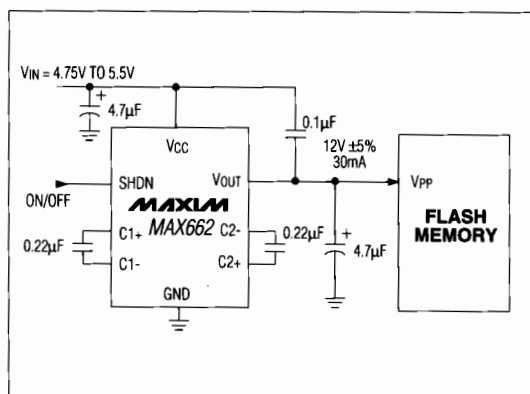 VIN = 4.75V TO 5.5V
+
4.7µF
0.1µF
12V ±5%
30mA
VCC
SHDN
VOUT
VPP
ON/OFF
MAXIM
MAX662
FLASH
MEMORY
C1+
C2-
0.22µF
0.22µF
+
4.7µF
C1-
C2+
GND